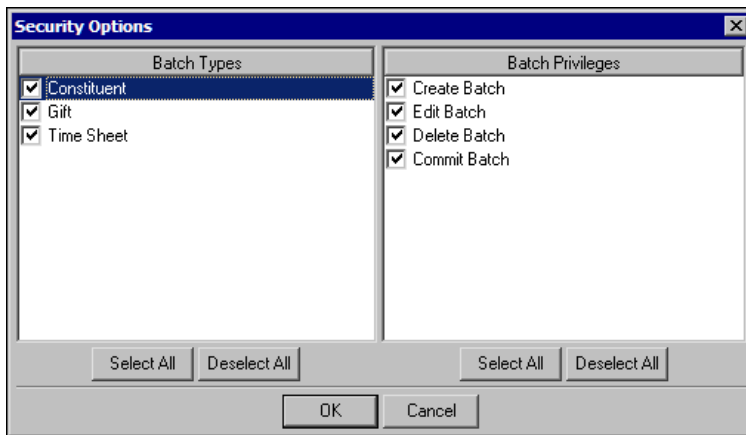 Security Options
Batch Types
Constituent
Gift
Time Sheet
Select All Deselect All
Batch Privileges
Create Batch
Edit Batch
Delete Batch
Commit Batch
Select All Deselect All
OK Cancel